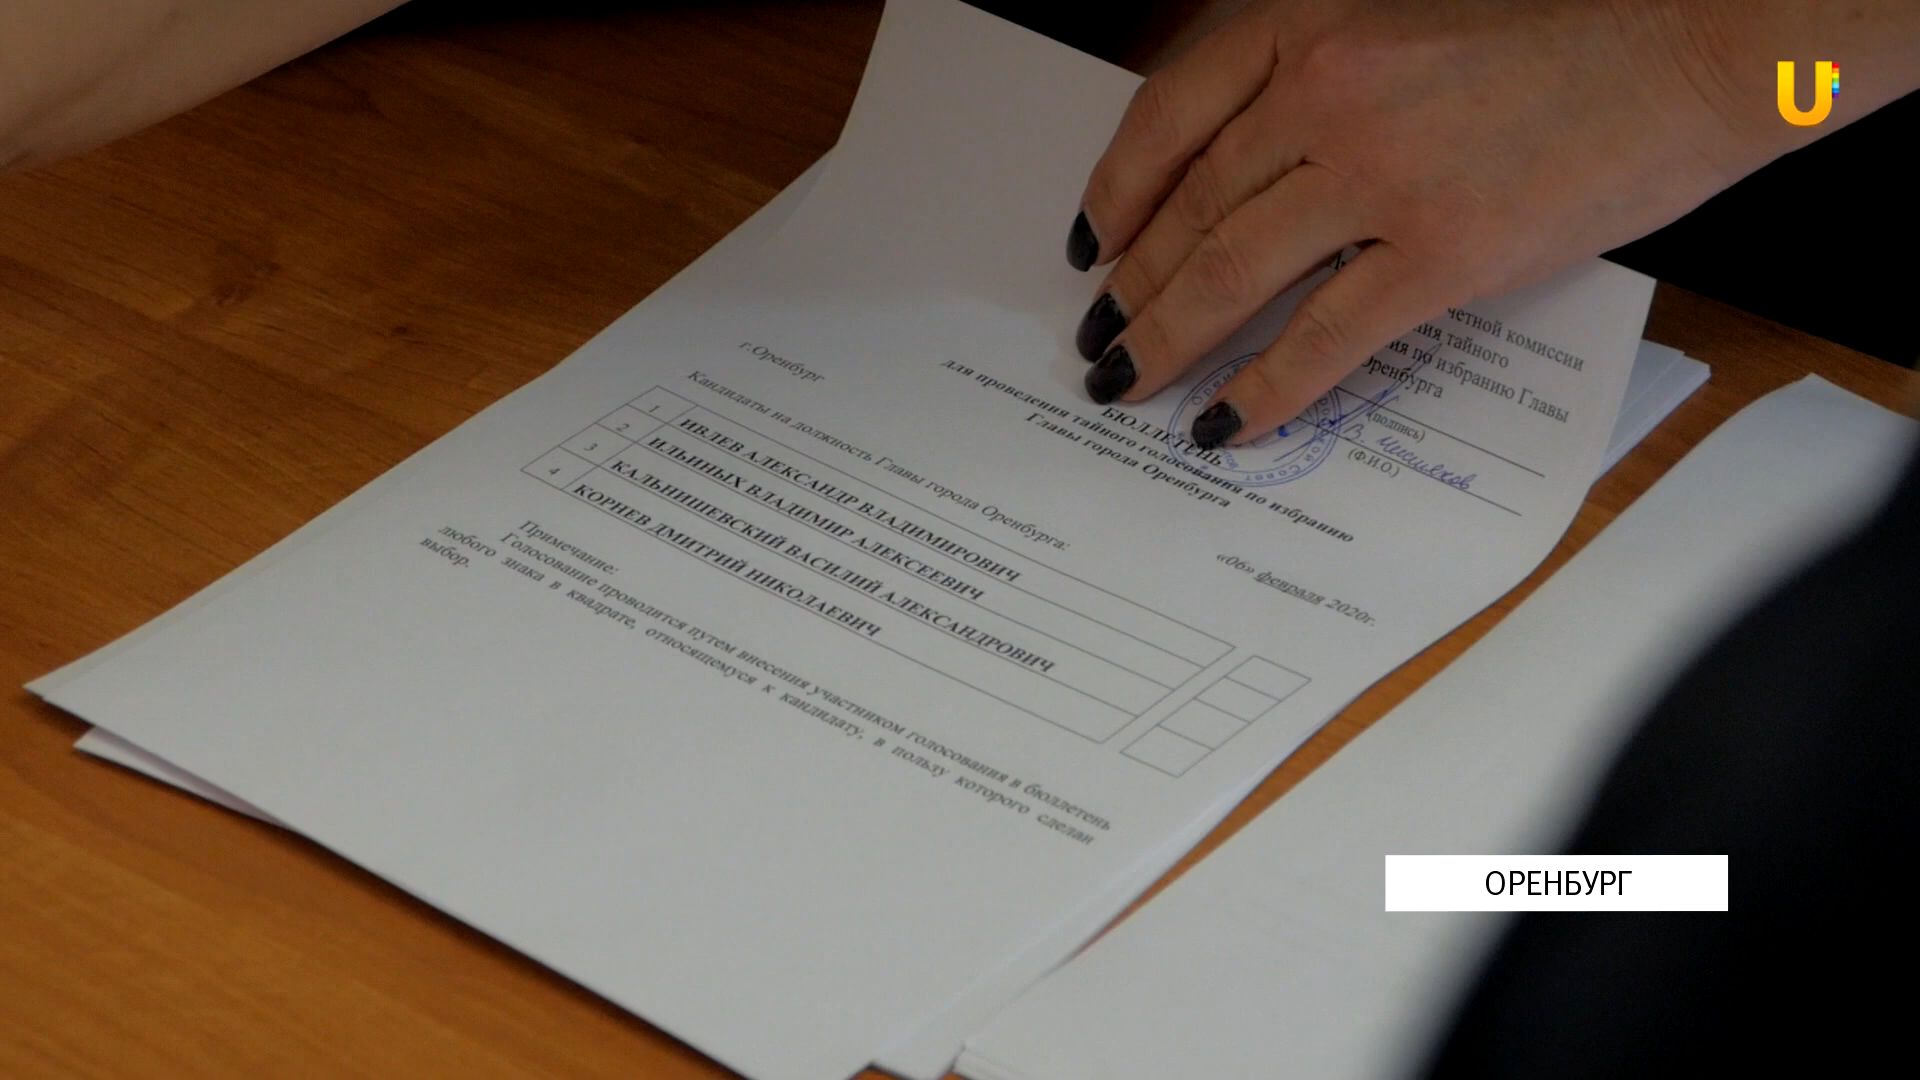 U
четной комиссии
ния тайного
ия по избранию Главы
Оренбурга
(подпись)
(Ф.И.О.)
БЮЛЛЕТЕНЬ
для проведения тайного голосования по избранию
Главы города Оренбурга
г.Оренбург
«06» февраля 2020г.
Кандидаты на должность Главы города Оренбурга:
1 ИВЛЕВ АЛЕКСАНДР ВЛАДИМИРОВИЧ
2 ИЛЬИНЫХ ВЛАДИМИР АЛЕКСЕЕВИЧ
3 КАЛЬНИШЕВСКИЙ ВАСИЛИЙ АЛЕКСАНДРОВИЧ
4 КОРНЕВ ДМИТРИЙ НИКОЛАЕВИЧ
Примечание:
Голосование проводится путем внесения участником голосования в бюллетень
любого знака в квадрате, относящемуся к кандидату, в пользу которого сделан
выбор.
ОРЕНБУРГ